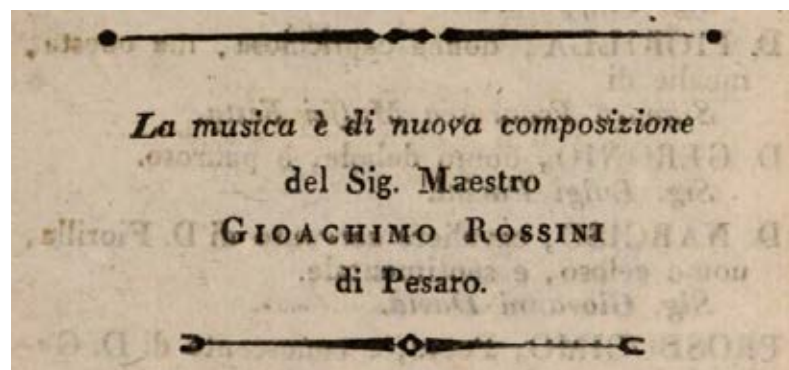 La musica è di nuova composizione
del Sig. Maestro
GIOACHIMO ROSSINI
di Pesaro.